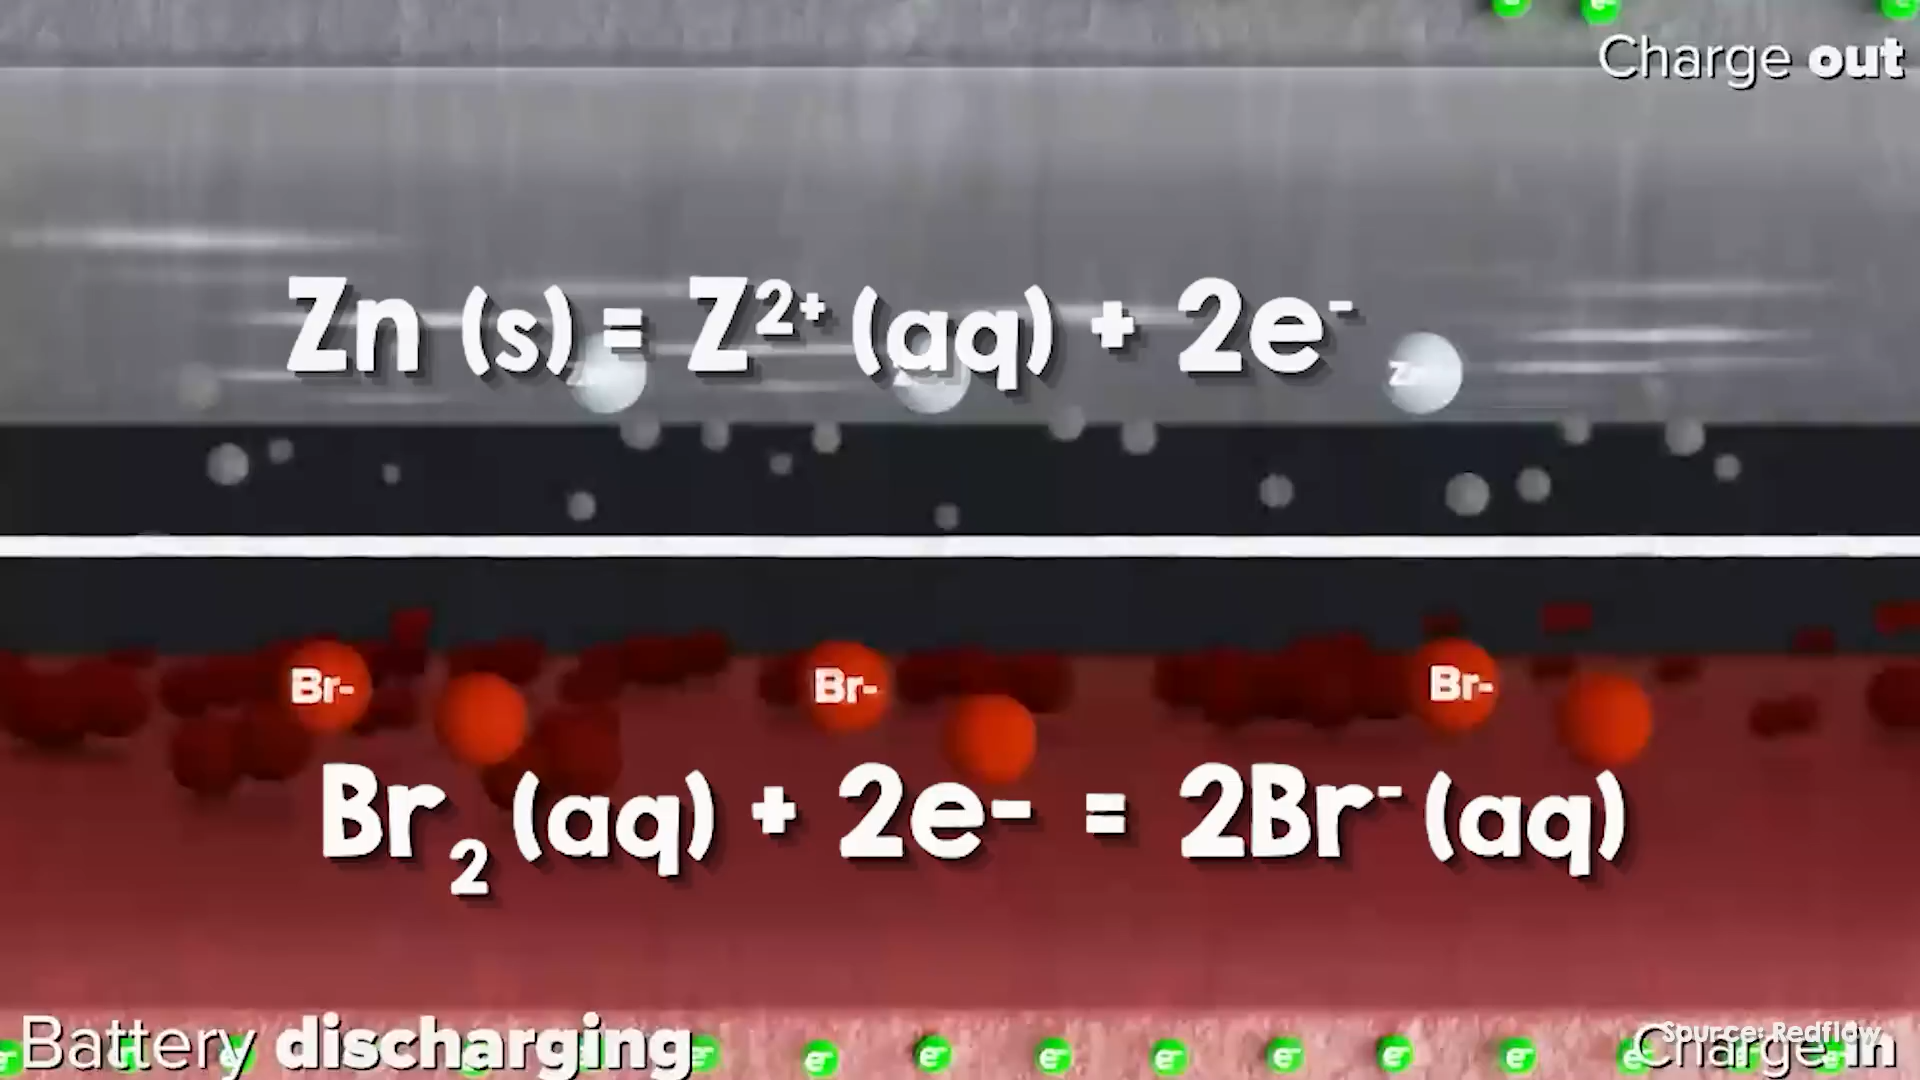 e⁻ e⁻ e⁻
Charge out
Zn (s) = Z²⁺ (aq) + 2e⁻
Br- Br- Br-
Br₂ (aq) + 2e- = 2Br⁻ (aq)
Battery discharging
e⁻ e⁻ e⁻ e⁻ e⁻ e⁻ e⁻ e⁻
Source: Redflow
Charge in